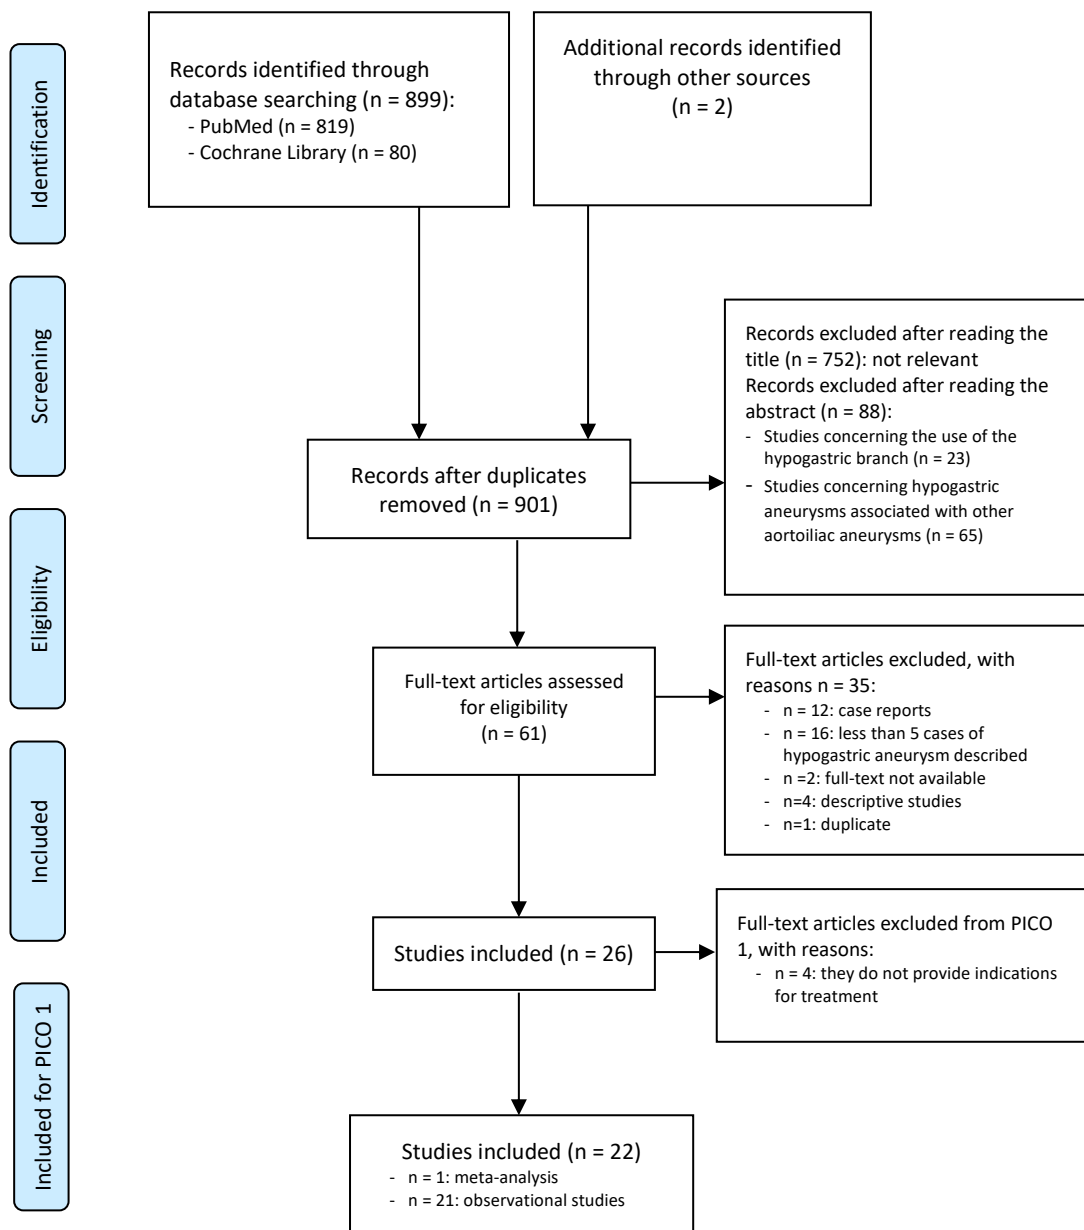 Identification
Records identified through
database searching (n = 899):
- PubMed (n = 819)
- Cochrane Library (n = 80)
Additional records identified
through other sources
(n = 2)
Screening
Records excluded after reading the
title (n = 752): not relevant
Records excluded after reading the
abstract (n = 88):
- Studies concerning the use of the
hypogastric branch (n = 23)
- Studies concerning hypogastric
aneurysms associated with other
aortoiliac aneurysms (n = 65)
Records after duplicates
removed (n = 901)
Eligibility
Full-text articles assessed
for eligibility
(n = 61)
Full-text articles excluded, with
reasons n = 35:
- n = 12: case reports
- n = 16: less than 5 cases of
hypogastric aneurysm described
- n =2: full-text not available
- n=4: descriptive studies
- n=1: duplicate
Included
Studies included (n = 26)
Full-text articles excluded from PICO
1, with reasons:
- n = 4: they do not provide indications
for treatment
Included for PICO 1
Studies included (n = 22)
- n = 1: meta-analysis
- n = 21: observational studies